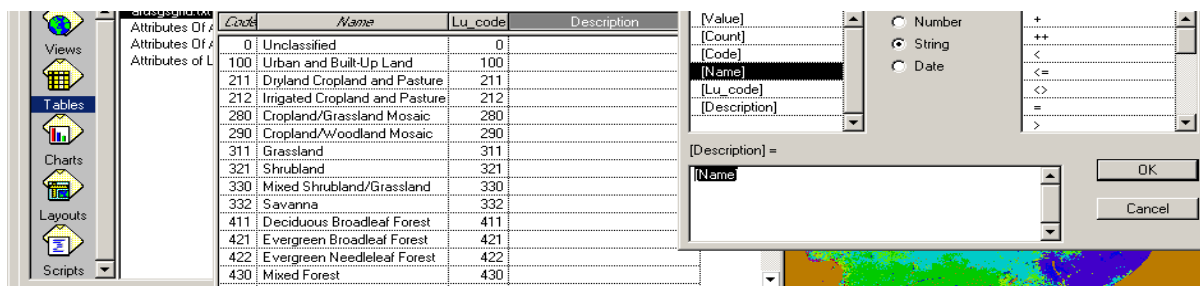 Views
Tables
Charts
Layouts
Scripts
Attributes Of A
Attributes Of A
Attributes of L
Code Name Lu_code Description
0 Unclassified 0
100 Urban and Built-Up Land 100
211 Dryland Cropland and Pasture 211
212 Irrigated Cropland and Pasture 212
280 Cropland/Grassland Mosaic 280
290 Cropland/Woodland Mosaic 290
311 Grassland 311
321 Shrubland 321
330 Mixed Shrubland/Grassland 330
332 Savanna 332
411 Deciduous Broadleaf Forest 411
421 Evergreen Broadleaf Forest 421
422 Evergreen Needleleaf Forest 422
430 Mixed Forest 430
[Value]
[Count]
[Code]
[Name]
[Lu_code]
[Description]
Number
String
Date
+
++
<
<=
<>
=
>
[Description] =
[Name]
OK
Cancel